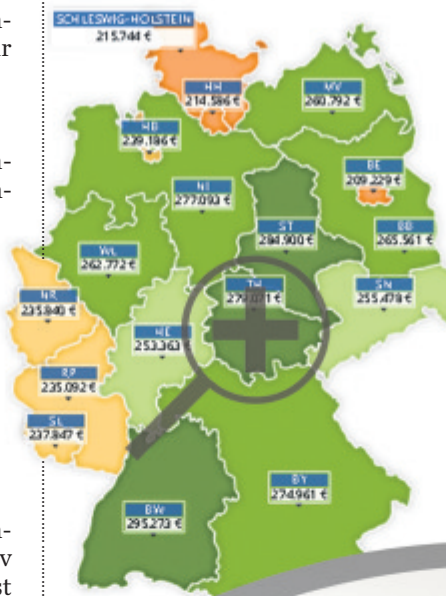 SCHLESWIG-HOLSTEIN
215.744 €
HH
214.586 €
MV
260.792 €
HB
239.186 €
BE
209.229 €
NI
277.093 €
ST
284.900 €
BB
265.561 €
WL
262.772 €
TH
279.071 €
SN
255.478 €
NR
235.840 €
HE
253.363 €
RP
235.092 €
SL
237.847 €
BW
295.273 €
BY
274.961 €